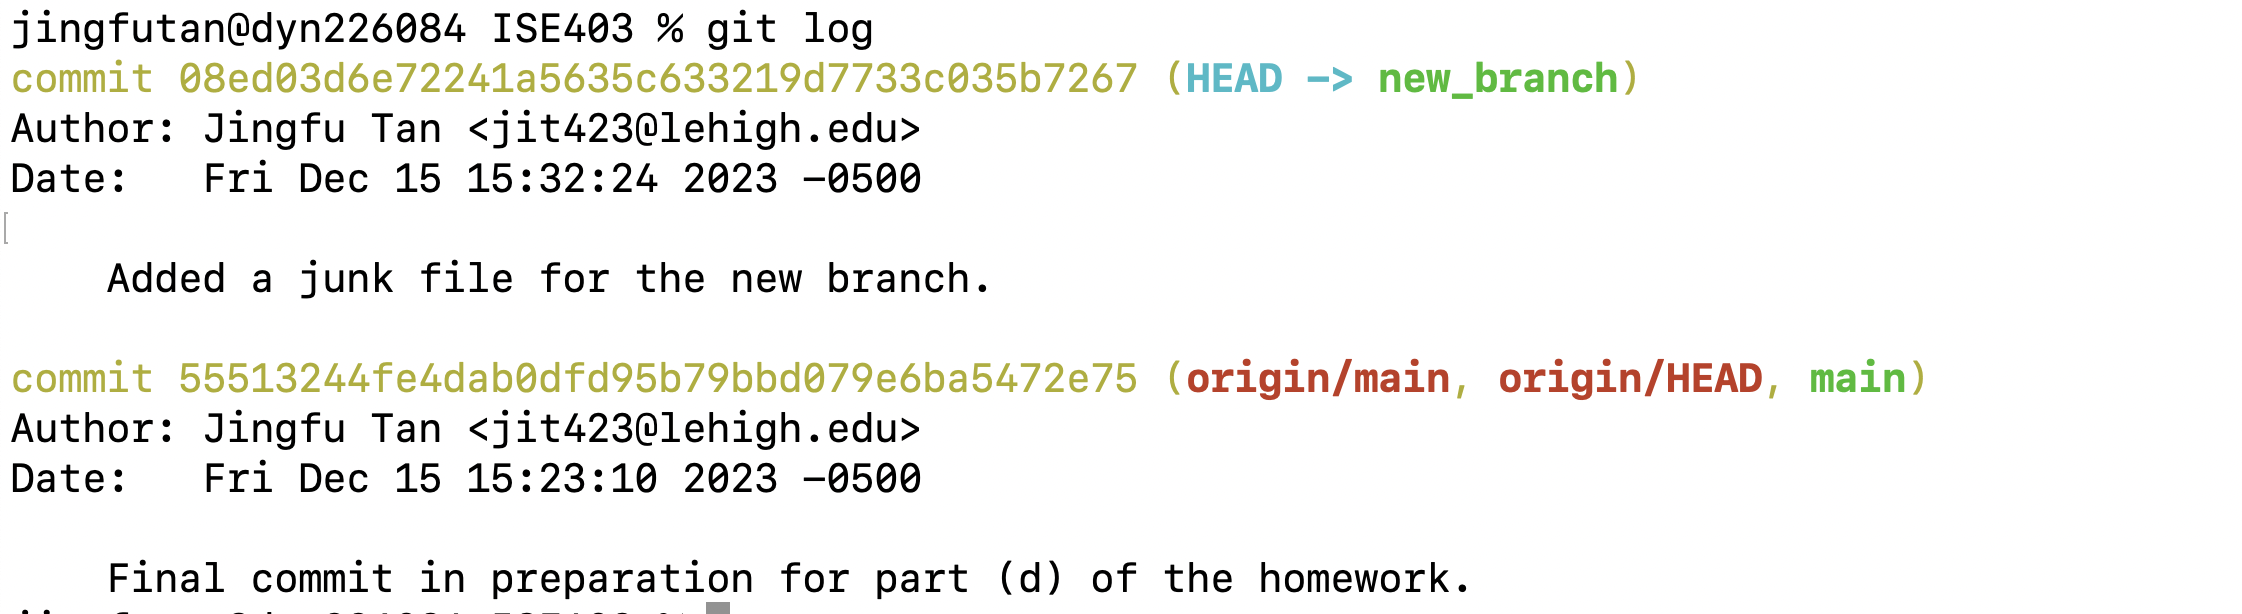 jingfutan@dyn226084 ISE403 % git log
commit 08ed03d6e72241a5635c633219d7733c035b7267 (HEAD -> new_branch)
Author: Jingfu Tan <jit423@lehigh.edu>
Date:   Fri Dec 15 15:32:24 2023 -0500
[
    Added a junk file for the new branch.
commit 55513244fe4dab0dfd95b79bbd079e6ba5472e75 (origin/main, origin/HEAD, main)
Author: Jingfu Tan <jit423@lehigh.edu>
Date:   Fri Dec 15 15:23:10 2023 -0500
    Final commit in preparation for part (d) of the homework.